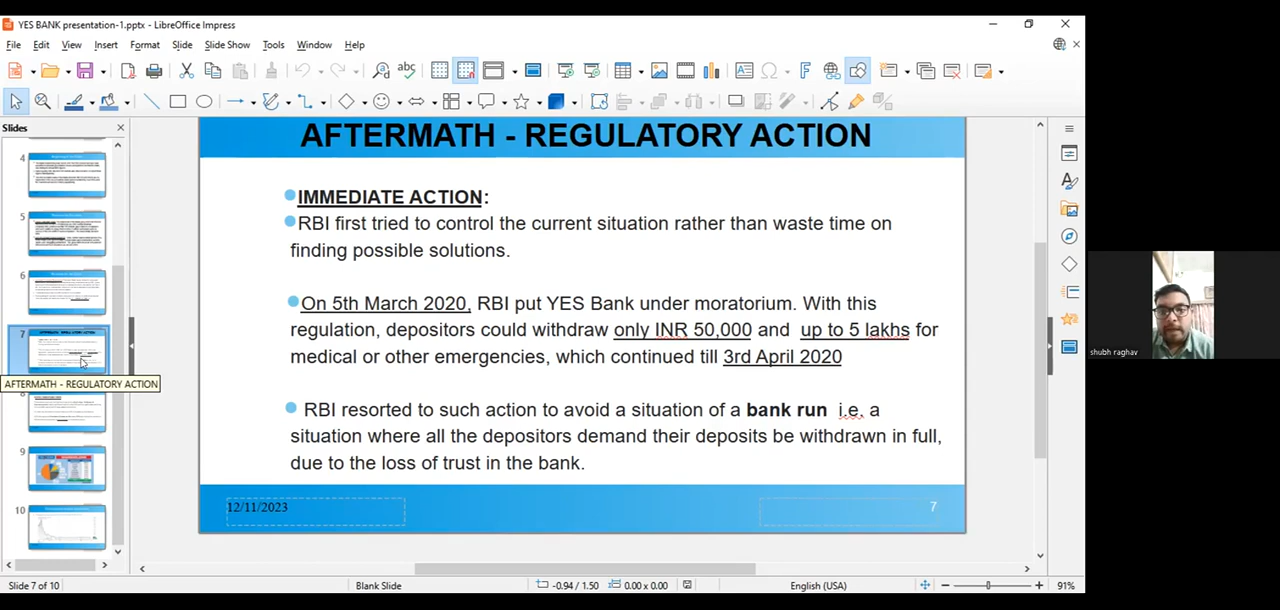 YES BANK presentation-1.pptx - LibreOffice Impress
File Edit View Insert Format Slide Slide Show Tools Window Help
Slides
4
5
6
7
AFTERMATH - REGULATORY ACTION
8
9
10
AFTERMATH - REGULATORY ACTION
IMMEDIATE ACTION:
RBI first tried to control the current situation rather than waste time on
finding possible solutions.
On 5th March 2020, RBI put YES Bank under moratorium. With this
regulation, depositors could withdraw only INR 50,000 and up to 5 lakhs for
medical or other emergencies, which continued till 3rd April 2020
RBI resorted to such action to avoid a situation of a bank run i.e. a
situation where all the depositors demand their deposits be withdrawn in full,
due to the loss of trust in the bank.
12/11/2023
7
shubh raghav
Slide 7 of 10
Blank Slide
-0.94 / 1.50
0.00 x 0.00
English (USA)
91%